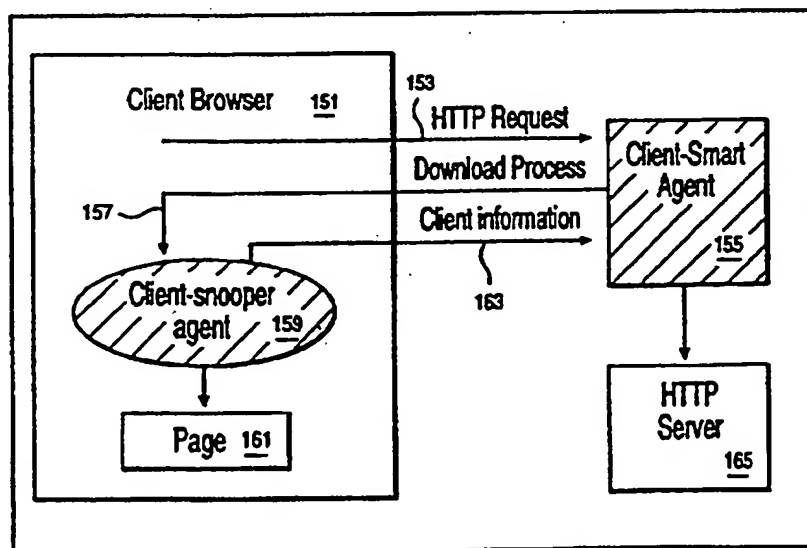 Client Browser 151
153
HTTP Request
Download Process
157
Client information
163
Client-Smart
Agent
155
Client-snooper
agent 159
Page 161
HTTP
Server
165